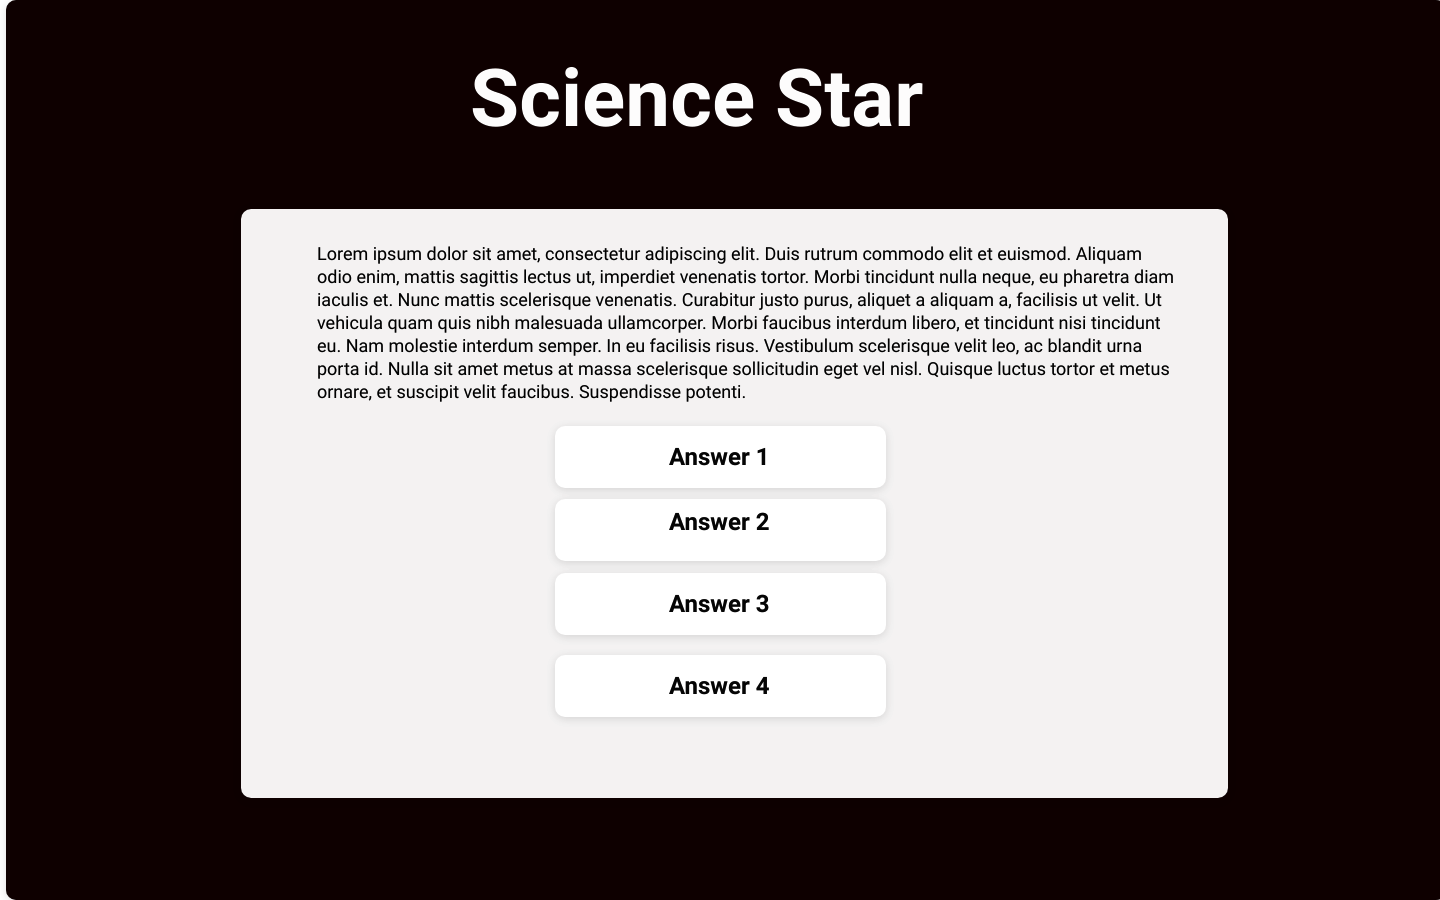 Science Star
Lorem ipsum dolor sit amet, consectetur adipiscing elit. Duis rutrum commodo elit et euismod. Aliquam
odio enim, mattis sagittis lectus ut, imperdiet venenatis tortor. Morbi tincidunt nulla neque, eu pharetra diam
iaculis et. Nunc mattis scelerisque venenatis. Curabitur justo purus, aliquet a aliquam a, facilisis ut velit. Ut
vehicula quam quis nibh malesuada ullamcorper. Morbi faucibus interdum libero, et tincidunt nisi tincidunt
eu. Nam molestie interdum semper. In eu facilisis risus. Vestibulum scelerisque velit leo, ac blandit urna
porta id. Nulla sit amet metus at massa scelerisque sollicitudin eget vel nisl. Quisque luctus tortor et metus
ornare, et suscipit velit faucibus. Suspendisse potenti.
Answer 1
Answer 2
Answer 3
Answer 4